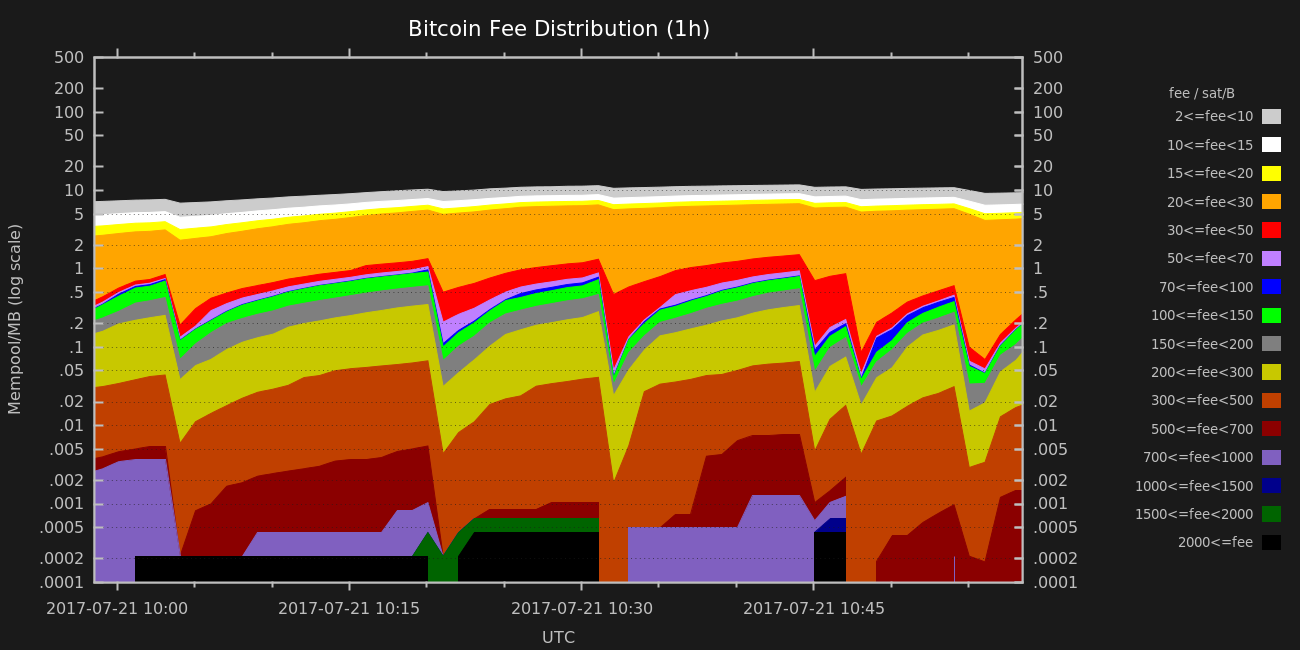 Bitcoin Fee Distribution (1h)
Mempool/MB (log scale)
500
200
100
50
20
10
5
2
1
.5
.2
.1
.05
.02
.01
.005
.002
.001
.0005
.0002
.0001
500
200
100
50
20
10
5
2
1
.5
.2
.1
.05
.02
.01
.005
.002
.001
.0005
.0002
.0001
2017-07-21 10:00 2017-07-21 10:15 2017-07-21 10:30 2017-07-21 10:45
UTC
fee / sat/B
2<=fee<10
10<=fee<15
15<=fee<20
20<=fee<30
30<=fee<50
50<=fee<70
70<=fee<100
100<=fee<150
150<=fee<200
200<=fee<300
300<=fee<500
500<=fee<700
700<=fee<1000
1000<=fee<1500
1500<=fee<2000
2000<=fee